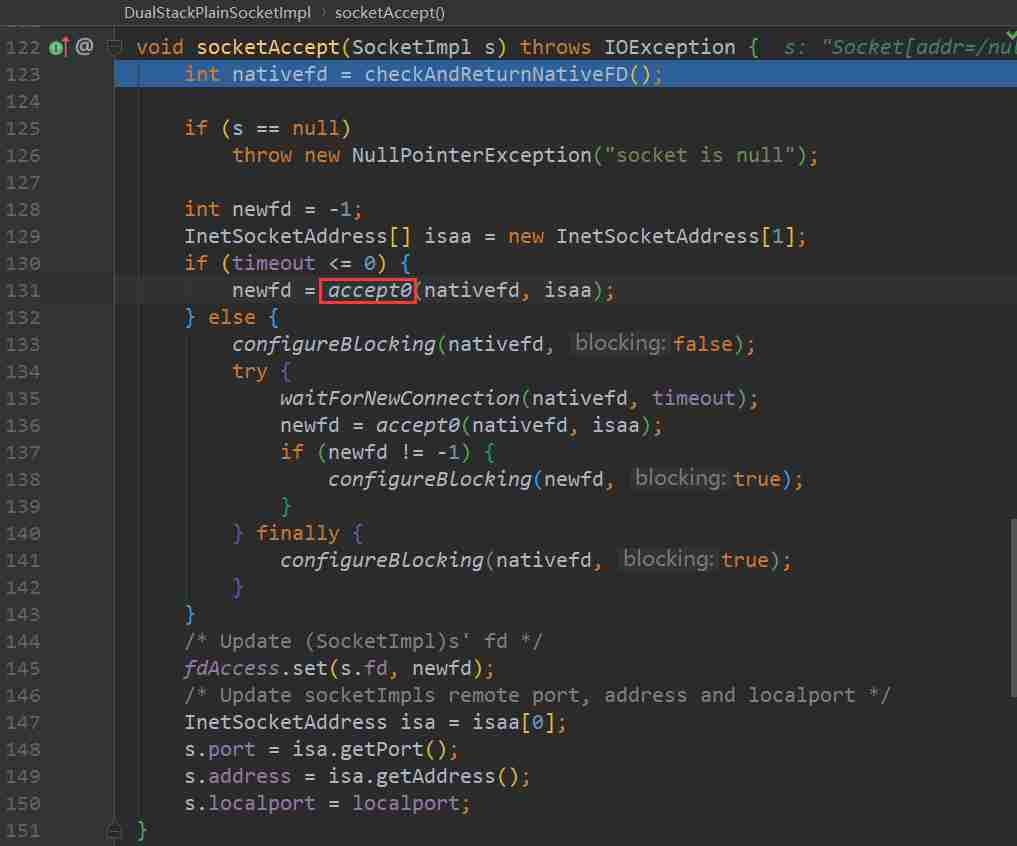 DualStackPlainSocketImpl › socketAccept()
122 @ void socketAccept(SocketImpl s) throws IOException { s: "Socket[addr=/nul
123 int nativefd = checkAndReturnNativeFD();
124
125 if (s == null)
126 throw new NullPointerException("socket is null");
127
128 int newfd = -1;
129 InetSocketAddress[] isaa = new InetSocketAddress[1];
130 if (timeout <= 0) {
131 newfd = accept0(nativefd, isaa);
132 } else {
133 configureBlocking(nativefd, blocking: false);
134 try {
135 waitForNewConnection(nativefd, timeout);
136 newfd = accept0(nativefd, isaa);
137 if (newfd != -1) {
138 configureBlocking(newfd, blocking: true);
139 }
140 } finally {
141 configureBlocking(nativefd, blocking: true);
142 }
143 }
144 /* Update (SocketImpl)s' fd */
145 fdAccess.set(s.fd, newfd);
146 /* Update socketImpls remote port, address and localport */
147 InetSocketAddress isa = isaa[0];
148 s.port = isa.getPort();
149 s.address = isa.getAddress();
150 s.localport = localport;
151 }